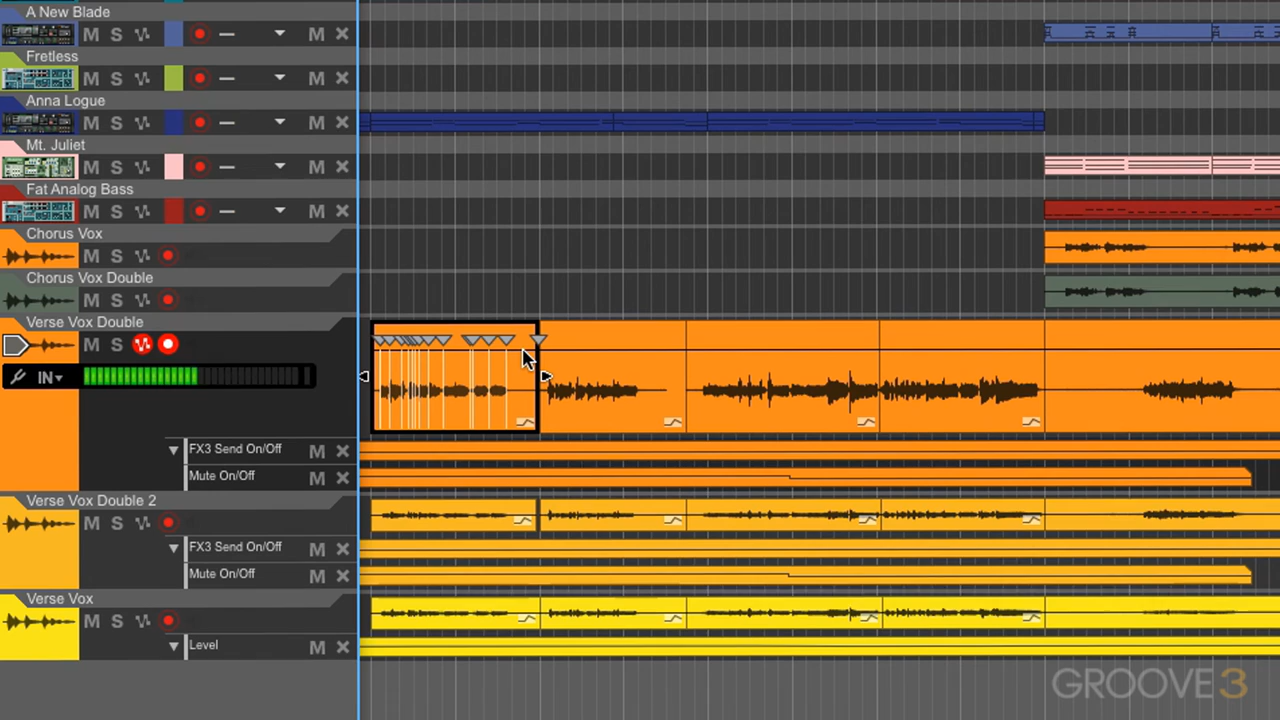 A New Blade
M S M
Fretless
M S M
Anna Logue
M S M
Mt. Juliet
M S M
Fat Analog Bass
M S M
Chorus Vox
M S
Chorus Vox Double
M S
Verse Vox Double
M S
IN
FX3 Send On/Off M
Mute On/Off M
Verse Vox Double 2
M S
FX3 Send On/Off M
Mute On/Off M
Verse Vox
M S
Level M
GROOVE3